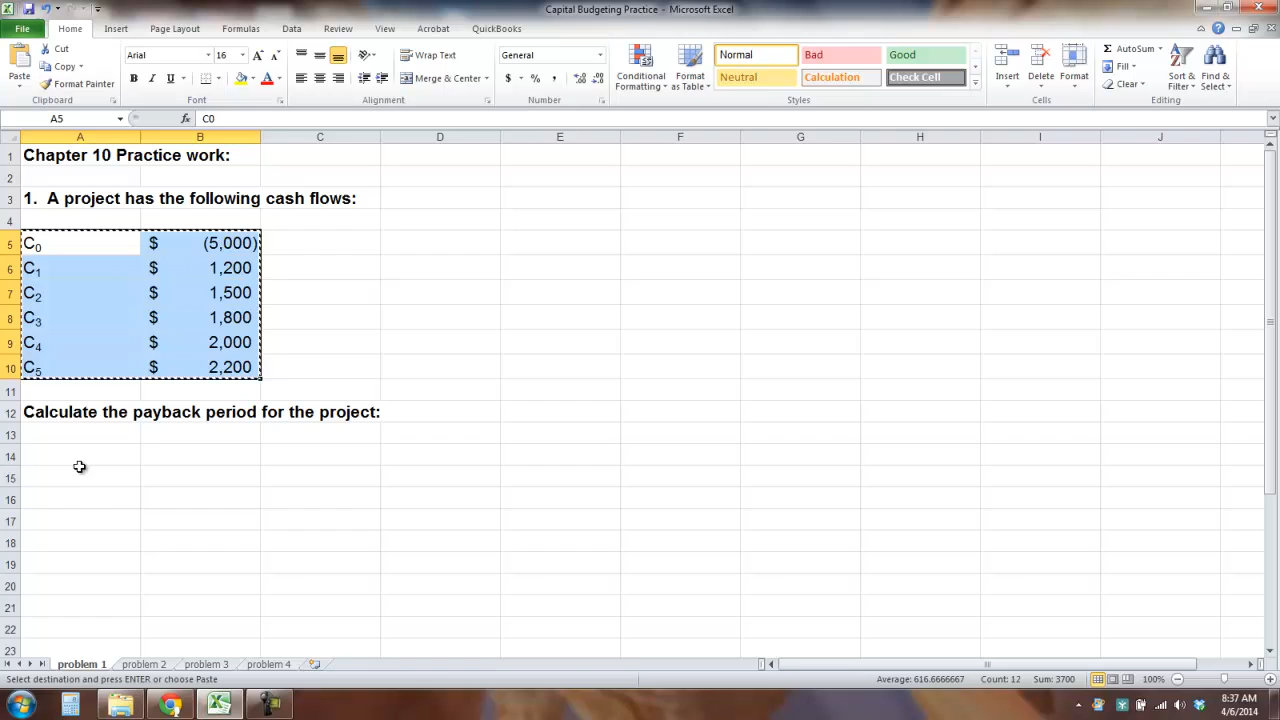 Capital Budgeting Practice - Microsoft Excel
File Home Insert Page Layout Formulas Data Review View QuickBooks
Paste Cut Copy Format Painter Clipboard
Arial 16 A A B I U A Font
Wrap Text Merge & Center Alignment
General $ % , Number
Conditional Formatting Format as Table Normal Bad Good Neutral Calculation Check Cell Styles
Insert Delete Format Cells
Σ AutoSum Fill Clear Sort & Filter Find & Select Editing
A5 fx C0
A B C D E F G H I J
1 Chapter 10 Practice work:
2
3 1. A project has the following cash flows:
4
5 C0 $ (5,000)
6 C1 $ 1,200
7 C2 $ 1,500
8 C3 $ 1,800
9 C4 $ 2,000
10 C5 $ 2,200
11
12 Calculate the payback period for the project:
13
14
15
16
17
18
19
20
21
22
23
problem 1 problem 2 problem 3 problem 4
Select destination and press ENTER or choose Paste Average: 616.6666667 Count: 12 Sum: 3700 100%
8:37 AM
4/6/2014